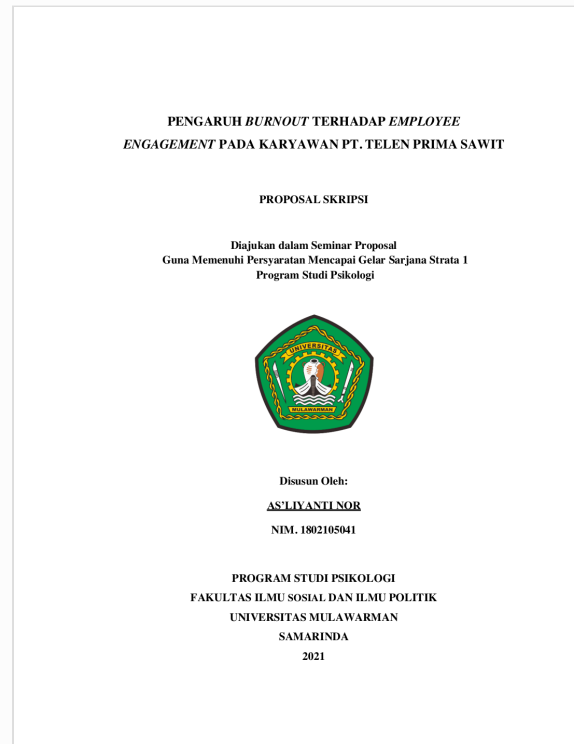 PENGARUH BURNOUT TERHADAP EMPLOYEE
ENGAGEMENT PADA KARYAWAN PT. TELEN PRIMA SAWIT
PROPOSAL SKRIPSI
Diajukan dalam Seminar Proposal
Guna Memenuhi Persyaratan Mencapai Gelar Sarjana Strata 1
Program Studi Psikologi
UNIVERSITAS
MULAWARMAN
Disusun Oleh:
AS'LIYANTI NOR
NIM. 1802105041
PROGRAM STUDI PSIKOLOGI
FAKULTAS ILMU SOSIAL DAN ILMU POLITIK
UNIVERSITAS MULAWARMAN
SAMARINDA
2021